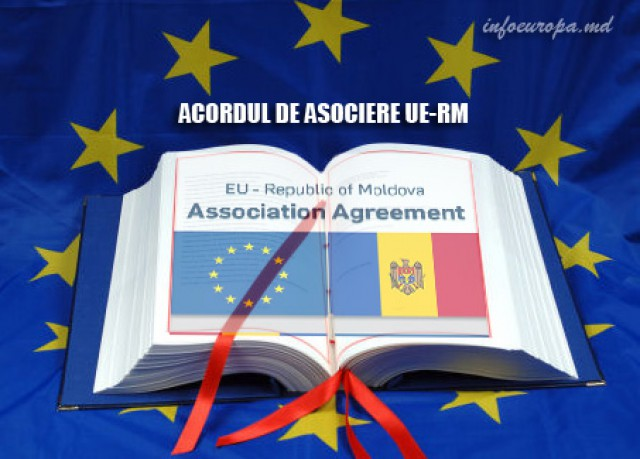 infoeuropa.md
ACORDUL DE ASOCIERE UE-RM
EU - Republic of Moldova
Association Agreement